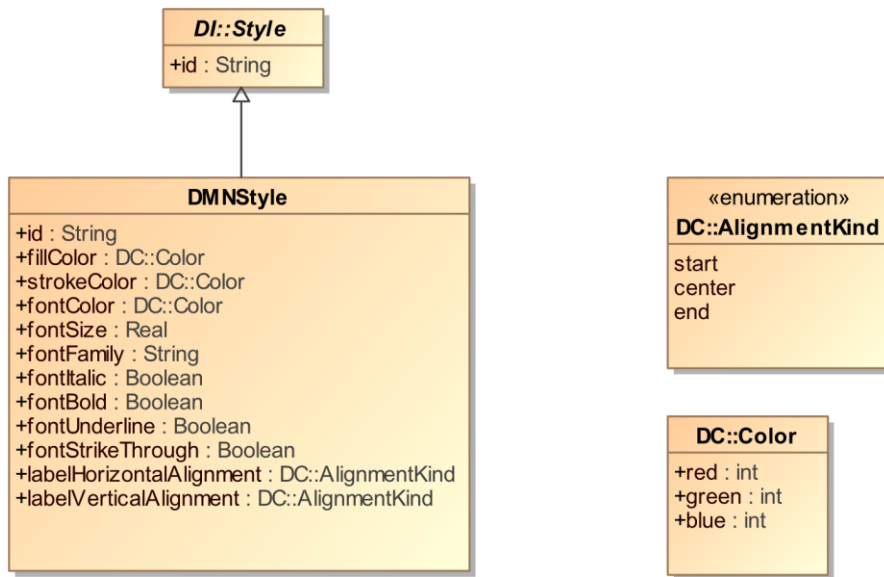 DI::Style
+id : String
DMNStyle
+id : String
+fillColor : DC::Color
+strokeColor : DC::Color
+fontColor : DC::Color
+fontSize : Real
+fontFamily : String
+fontItalic : Boolean
+fontBold : Boolean
+fontUnderline : Boolean
+fontStrikeThrough : Boolean
+labelHorizontalAlignment : DC::AlignmentKind
+labelVerticalAlignment : DC::AlignmentKind
«enumeration»
DC::AlignmentKind
start
center
end
DC::Color
+red : int
+green : int
+blue : int